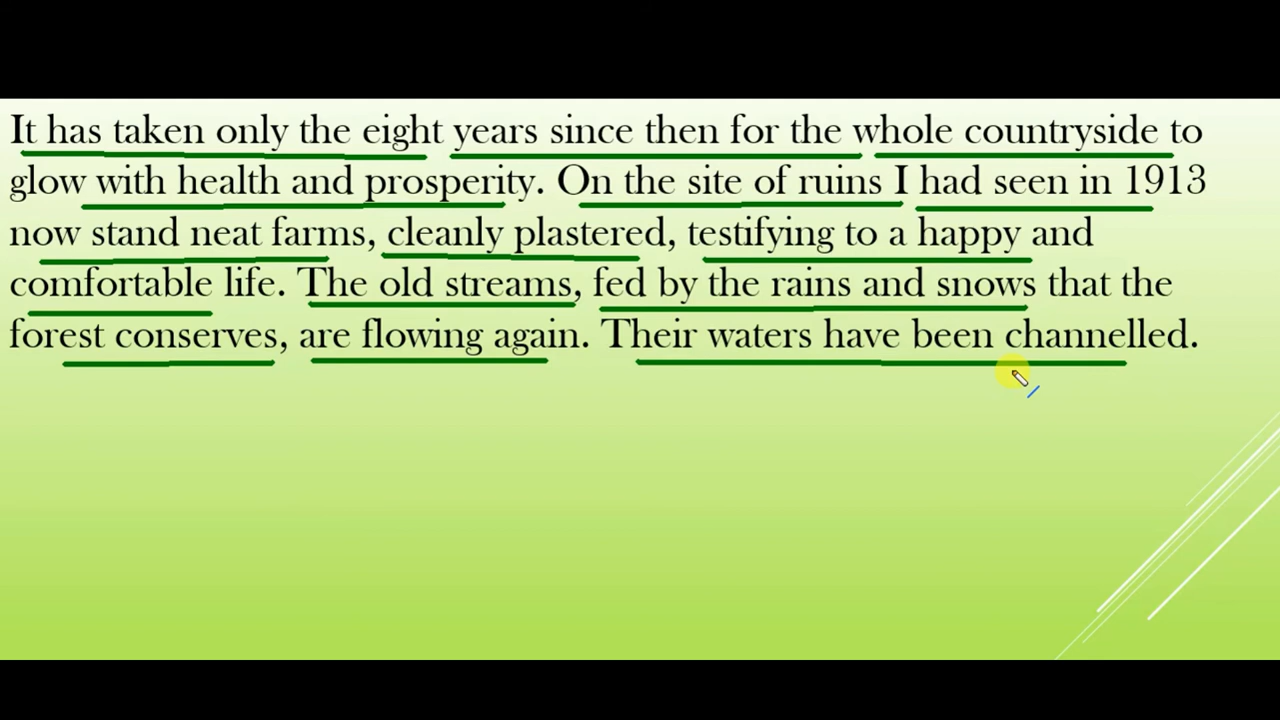 It has taken only the eight years since then for the whole countryside to
glow with health and prosperity. On the site of ruins I had seen in 1913
now stand neat farms, cleanly plastered, testifying to a happy and
comfortable life. The old streams, fed by the rains and snows that the
forest conserves, are flowing again. Their waters have been channelled.